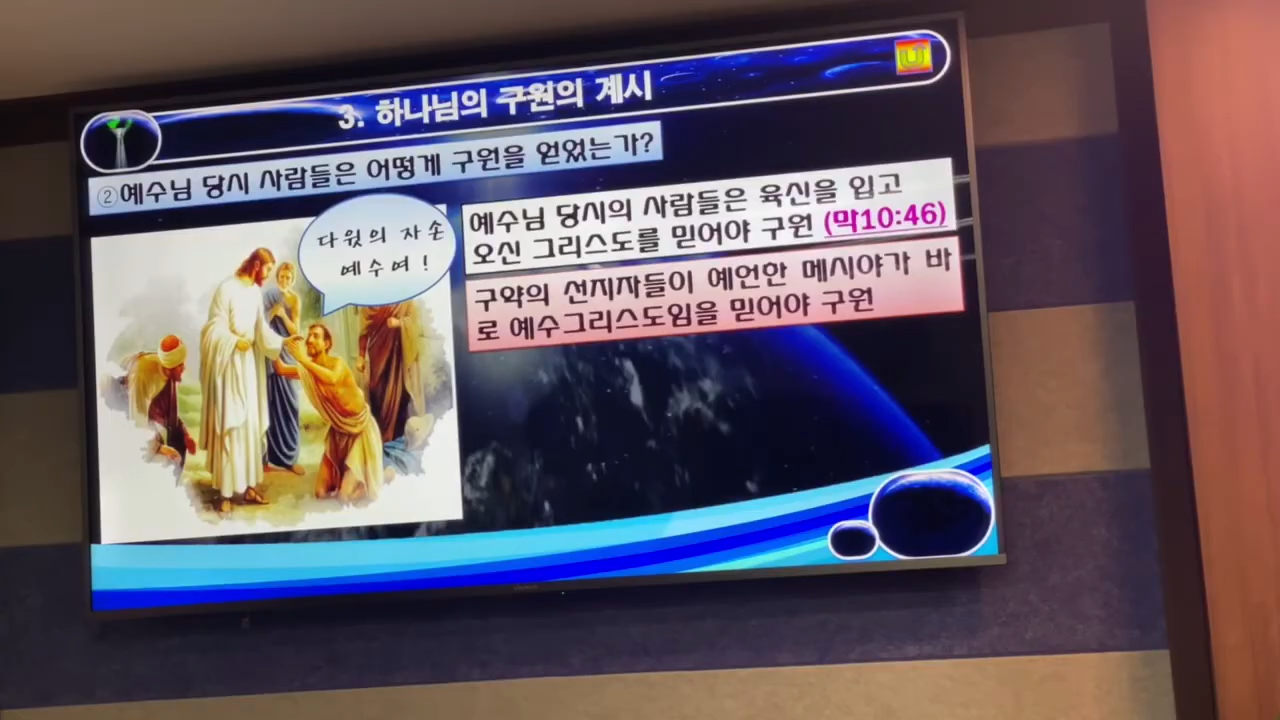 3. 하나님의 구원의 계시
②예수님 당시 사람들은 어떻게 구원을 얻었는가?
다윗의 자손
예수여!
예수님 당시의 사람들은 육신을 입고
오신 그리스도를 믿어야 구원 (막10:46)
구약의 선지자들이 예언한 메시야가 바
로 예수그리스도임을 믿어야 구원